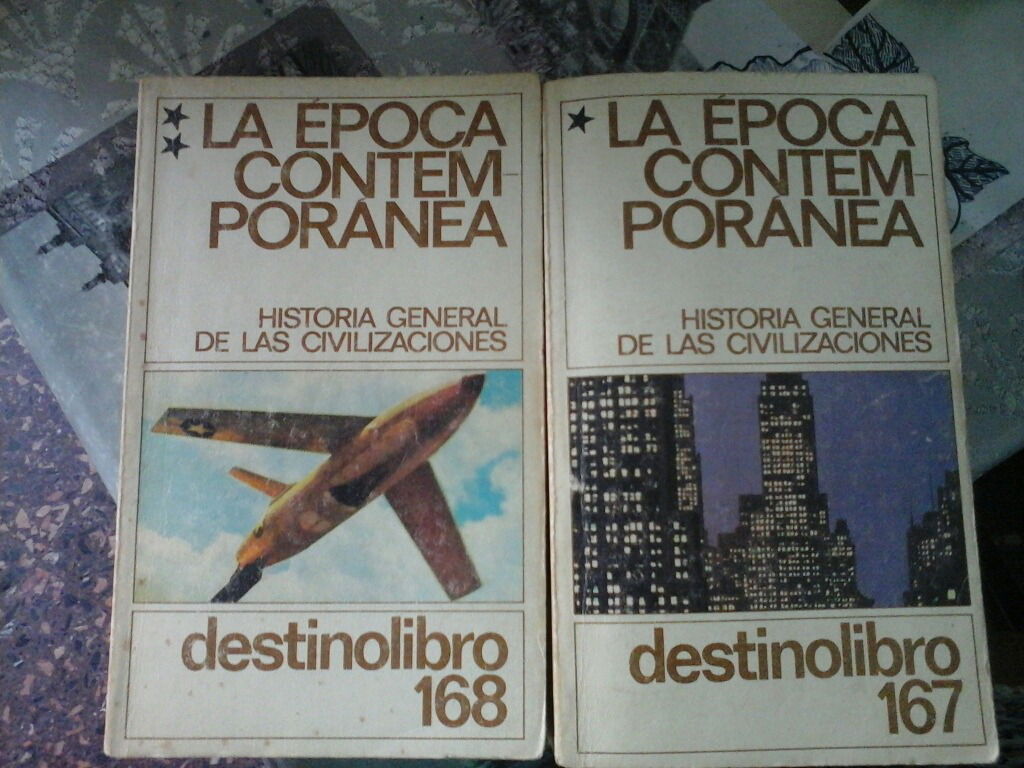 LA ÉPOCA
CONTEM-
PORÁNEA
HISTORIA GENERAL
DE LAS CIVILIZACIONES
destinolibro
168
LA ÉPOCA
CONTEM-
PORÁNEA
HISTORIA GENERAL
DE LAS CIVILIZACIONES
destinolibro
167